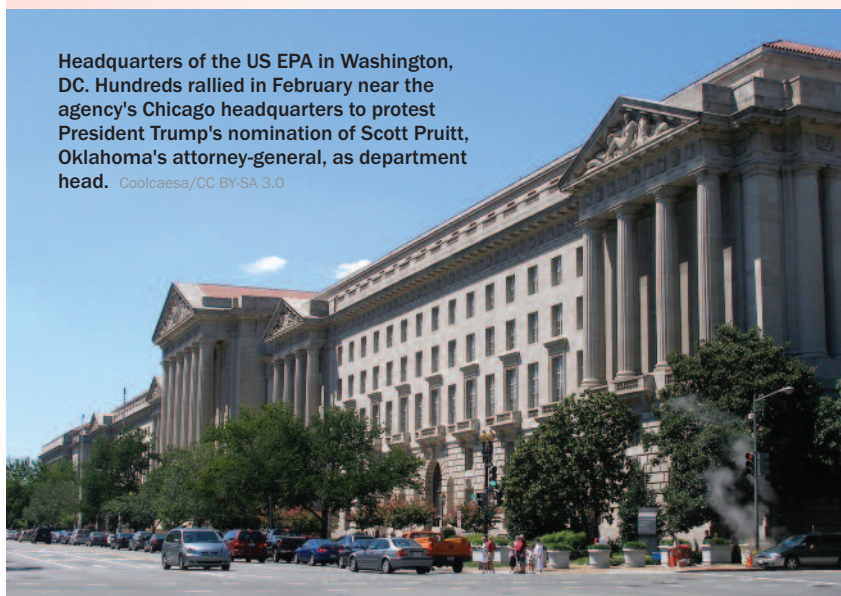 Headquarters of the US EPA in Washington,
DC. Hundreds rallied in February near the
agency's Chicago headquarters to protest
President Trump's nomination of Scott Pruitt,
Oklahoma's attorney-general, as department
head. Coolcaesa/CC BY-SA 3.0